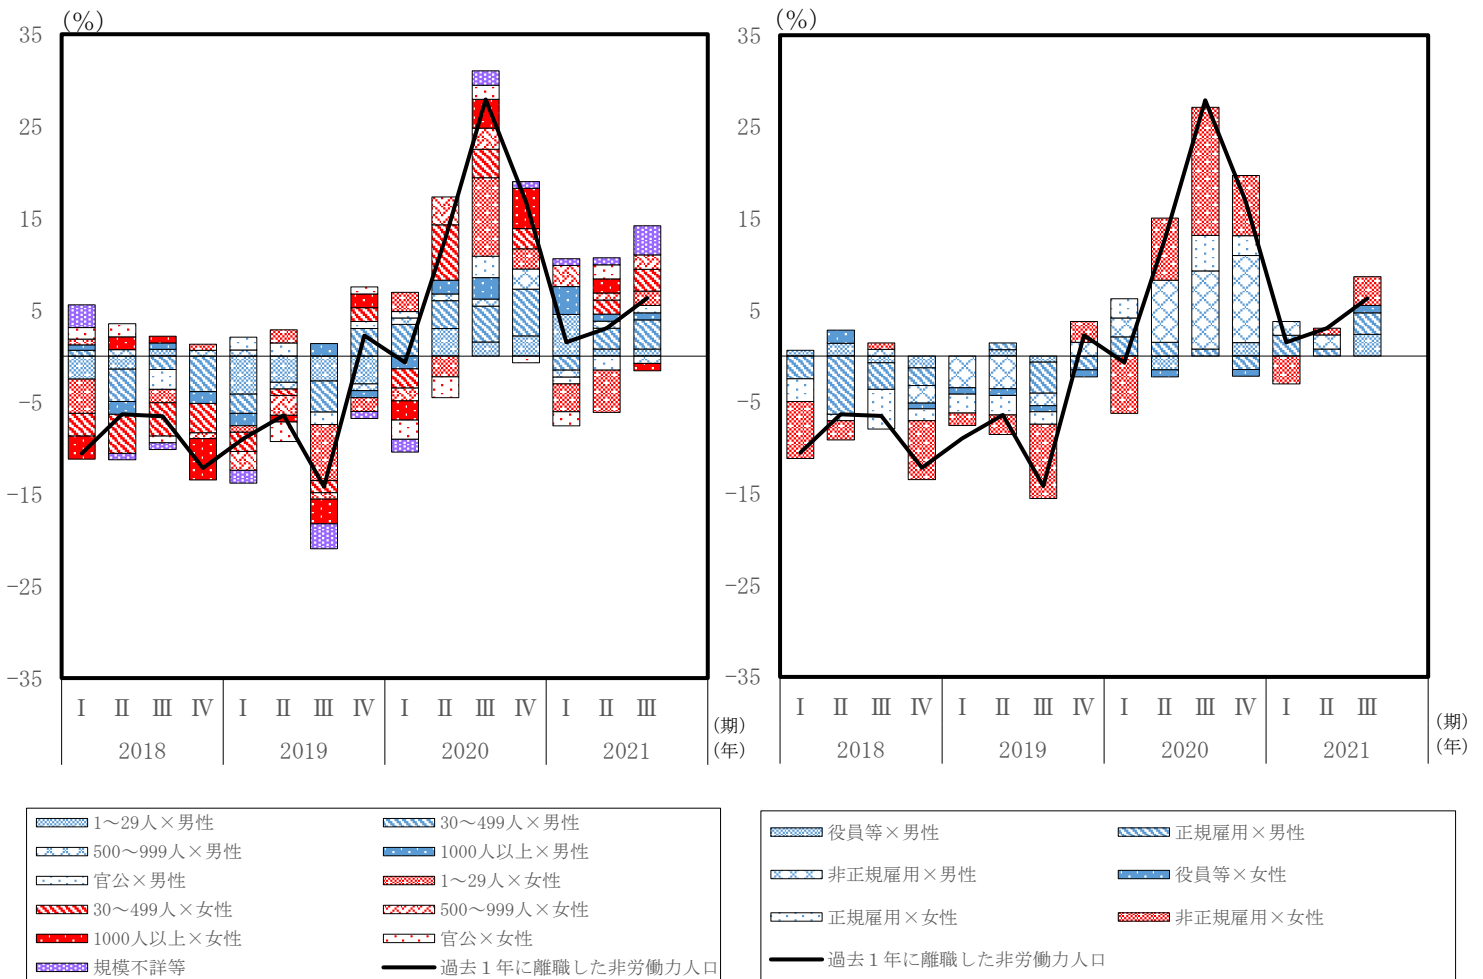 (%)
35
25
15
5
−5
−15
−25
−35
Ⅰ Ⅱ Ⅲ Ⅳ Ⅰ Ⅱ Ⅲ Ⅳ Ⅰ Ⅱ Ⅲ Ⅳ Ⅰ Ⅱ Ⅲ (期)
2018 2019 2020 2021 (年)
1～29人×男性 30～499人×男性
500～999人×男性 1000人以上×男性
官公×男性 1～29人×女性
30～499人×女性 500～999人×女性
1000人以上×女性 官公×女性
規模不詳等 過去１年に離職した非労働力人口
(%)
35
25
15
5
−5
−15
−25
−35
Ⅰ Ⅱ Ⅲ Ⅳ Ⅰ Ⅱ Ⅲ Ⅳ Ⅰ Ⅱ Ⅲ Ⅳ Ⅰ Ⅱ Ⅲ (期)
2018 2019 2020 2021 (年)
役員等×男性 正規雇用×男性
非正規雇用×男性 役員等×女性
正規雇用×女性 非正規雇用×女性
過去１年に離職した非労働力人口